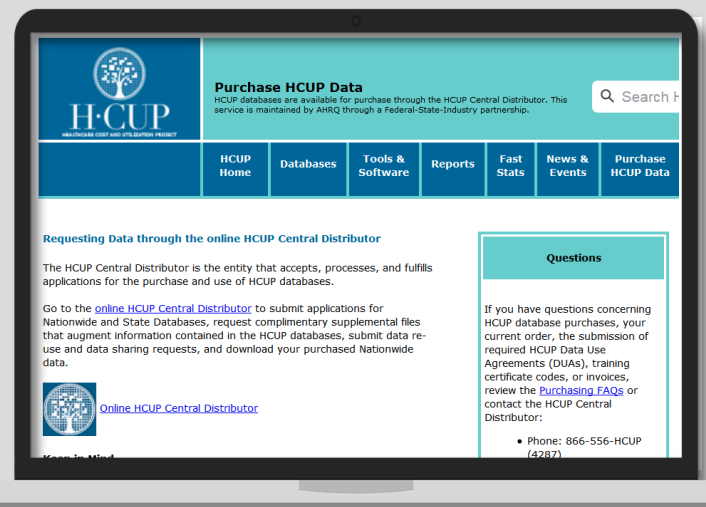 H·CUP
HEALTHCARE COST AND UTILIZATION PROJECT
Purchase HCUP Data
HCUP databases are available for purchase through the HCUP Central Distributor. This
service is maintained by AHRQ through a Federal-State-Industry partnership.
Search H
HCUP
Home
Databases
Tools &
Software
Reports
Fast
Stats
News &
Events
Purchase
HCUP Data
Requesting Data through the online HCUP Central Distributor
The HCUP Central Distributor is the entity that accepts, processes, and fulfills
applications for the purchase and use of HCUP databases.
Go to the online HCUP Central Distributor to submit applications for
Nationwide and State Databases, request complimentary supplemental files
that augment information contained in the HCUP databases, submit data re-
use and data sharing requests, and download your purchased Nationwide
data.
Online HCUP Central Distributor
Keep in Mind
Questions
If you have questions concerning
HCUP database purchases, your
current order, the submission of
required HCUP Data Use
Agreements (DUAs), training
certificate codes, or invoices,
review the Purchasing FAQs or
contact the HCUP Central
Distributor:
• Phone: 866-556-HCUP
(4287)